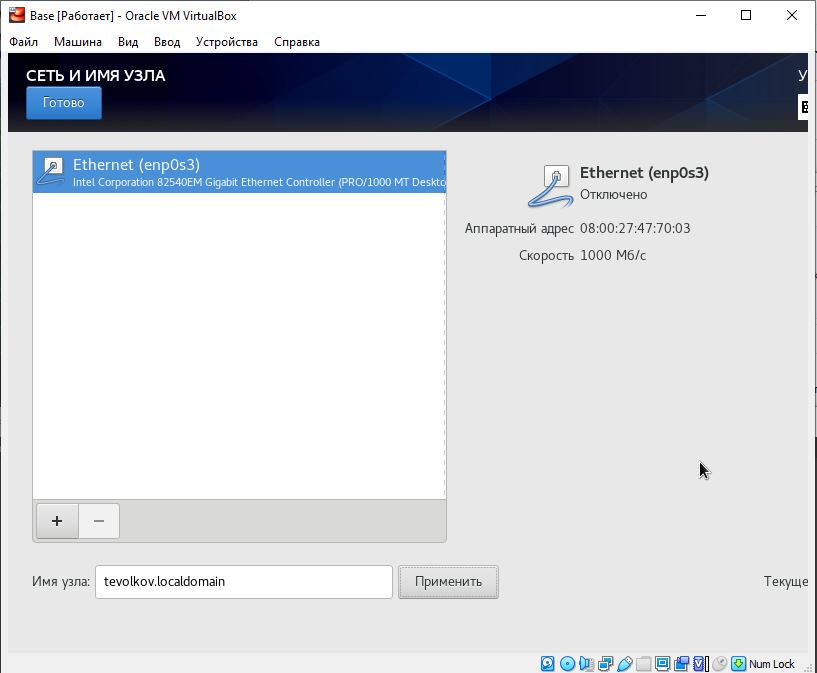 Base [Работает] - Oracle VM VirtualBox
Файл Машина Вид Ввод Устройства Справка
СЕТЬ И ИМЯ УЗЛА
У
Готово
Ethernet (enp0s3)
Intel Corporation 82540EM Gigabit Ethernet Controller (PRO/1000 MT Deskto
Ethernet (enp0s3)
Отключено
Аппаратный адрес 08:00:27:47:70:03
Скорость 1000 Мб/с
+ −
Имя узла: tevolkov.localdomain Применить Текуще
Num Lock